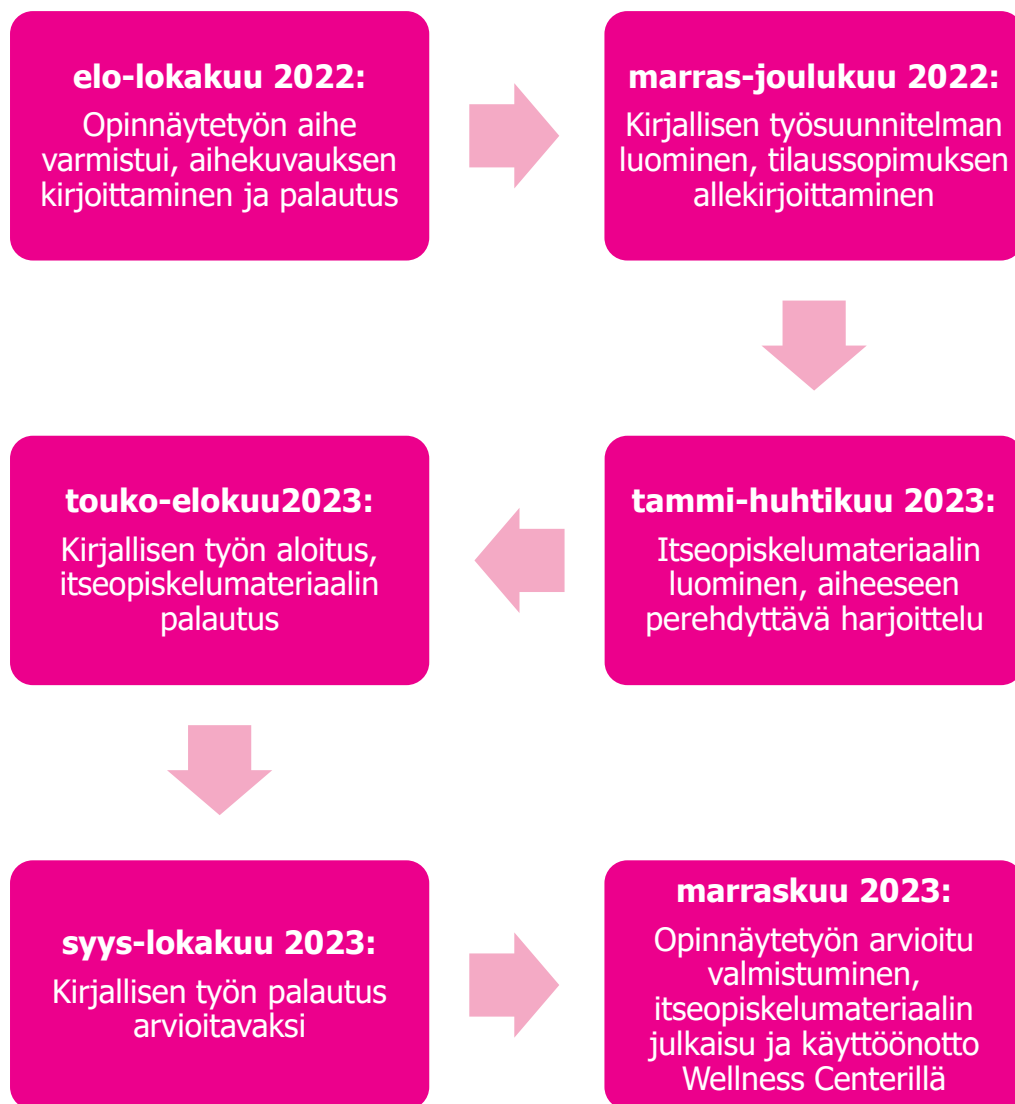 elo-lokakuu 2022:
Opinnäytetyön aihe
varmistui, aihekuvauksen
kirjoittaminen ja palautus
marras-joulukuu 2022:
Kirjallisen työsuunnitelman
luominen, tilaussopimuksen
allekirjoittaminen
tammi-huhtikuu 2023:
Itseopiskelumateriaalin
luominen, aiheeseen
perehdyttävä harjoittelu
touko-elokuu2023:
Kirjallisen työn aloitus,
itseopiskelumateriaalin
palautus
syys-lokakuu 2023:
Kirjallisen työn palautus
arvioitavaksi
marraskuu 2023:
Opinnäytetyön arvioitu
valmistuminen,
itseopiskelumateriaalin
julkaisu ja käyttöönotto
Wellness Centerillä